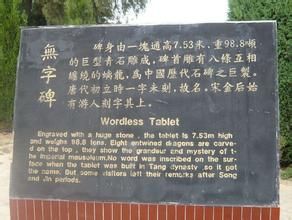 無字碑
碑身由一塊通高7.53米，重98.8噸
的巨型青石雕成，碑首雕有八條互相
纏繞的螭龍，爲中國歷代石碑之巨製。
唐代初立時一字未刻，故名，宋金后始
有游人刻字其上。
Wordless Tablet
Engraved with a huge stone , the tablet is 7.53m high
and weighs 98.8 tons. Eight entwined dragons are carved
on the top , they show the grandeur and mystery of t-
he imperial mausoleum.No word was inscribed on the sur-
face when the tablet was built in Tang dynasty ,so it got
the name. But some visitors left their remarks after Song
and Jin periods.